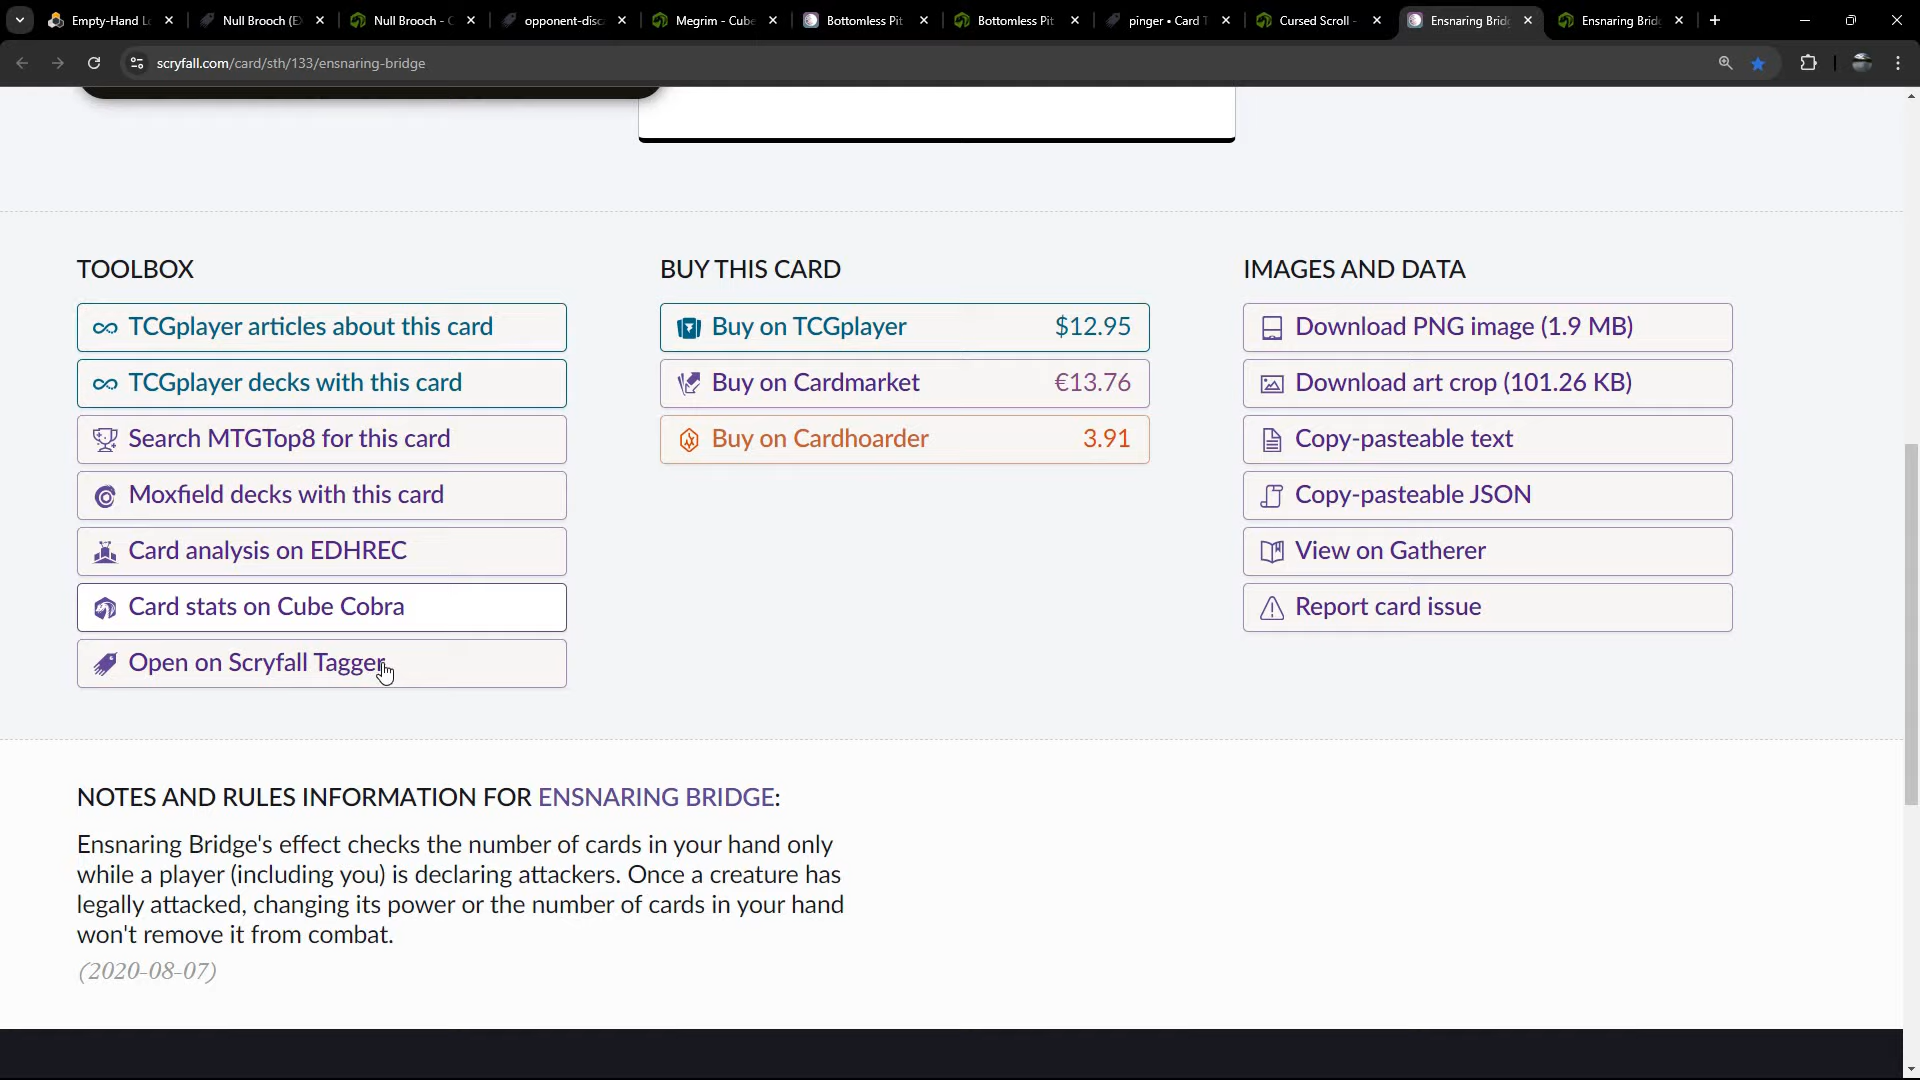 Empty-Hand L
Null Brooch (E
Null Brooch - C
opponent-disc
Megrim - Cube
Bottomless Pit
Bottomless Pit
pinger • Card T
Cursed Scroll -
Ensnaring Brid
Ensnaring Brid
scryfall.com/card/sth/133/ensnaring-bridge
TOOLBOX
TCGplayer articles about this card
TCGplayer decks with this card
Search MTGTop8 for this card
Moxfield decks with this card
Card analysis on EDHREC
Card stats on Cube Cobra
Open on Scryfall Tagger
BUY THIS CARD
Buy on TCGplayer $12.95
Buy on Cardmarket €13.76
Buy on Cardhoarder 3.91
IMAGES AND DATA
Download PNG image (1.9 MB)
Download art crop (101.26 KB)
Copy-pasteable text
Copy-pasteable JSON
View on Gatherer
Report card issue
NOTES AND RULES INFORMATION FOR ENSNARING BRIDGE:
Ensnaring Bridge's effect checks the number of cards in your hand only
while a player (including you) is declaring attackers. Once a creature has
legally attacked, changing its power or the number of cards in your hand
won't remove it from combat.
(2020-08-07)